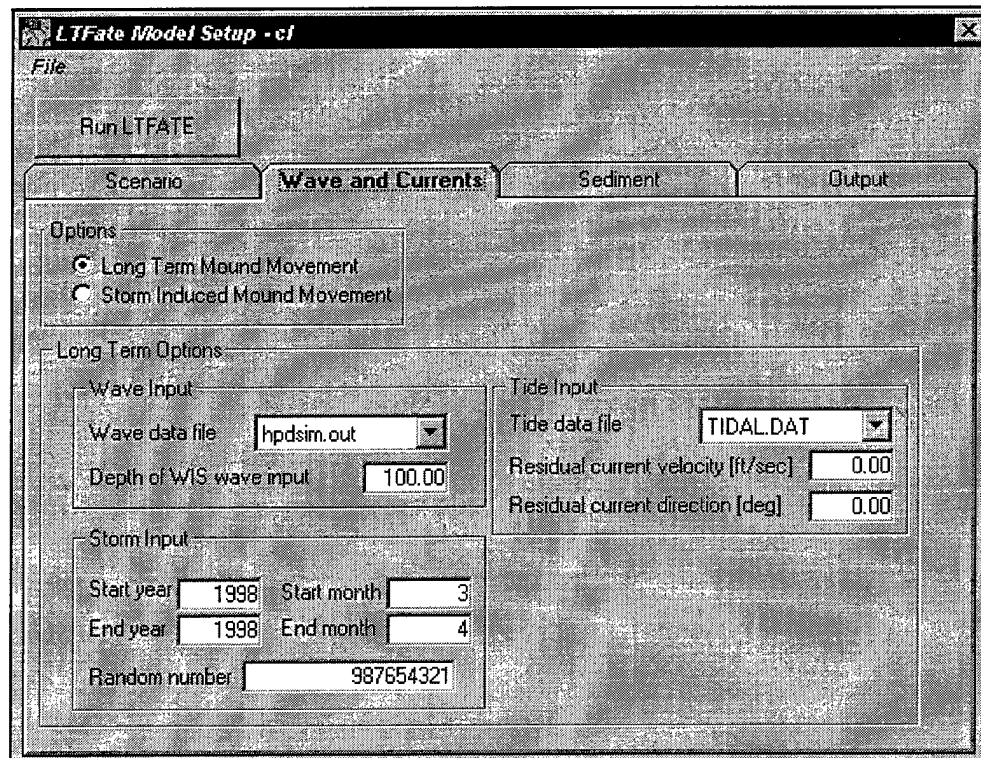 LTFate Model Setup - cl
File
Run LTFATE
Scenario Wave and Currents Sediment Output
Options
Long Term Mound Movement
Storm Induced Mound Movement
Long Term Options
Wave Input
Wave data file hpdsim.out
Depth of WIS wave input 100.00
Tide Input
Tide data file TIDAL.DAT
Residual current velocity [ft/sec] 0.00
Residual current direction [deg] 0.00
Storm Input
Start year 1998 Start month 3
End year 1998 End month 4
Random number 987654321